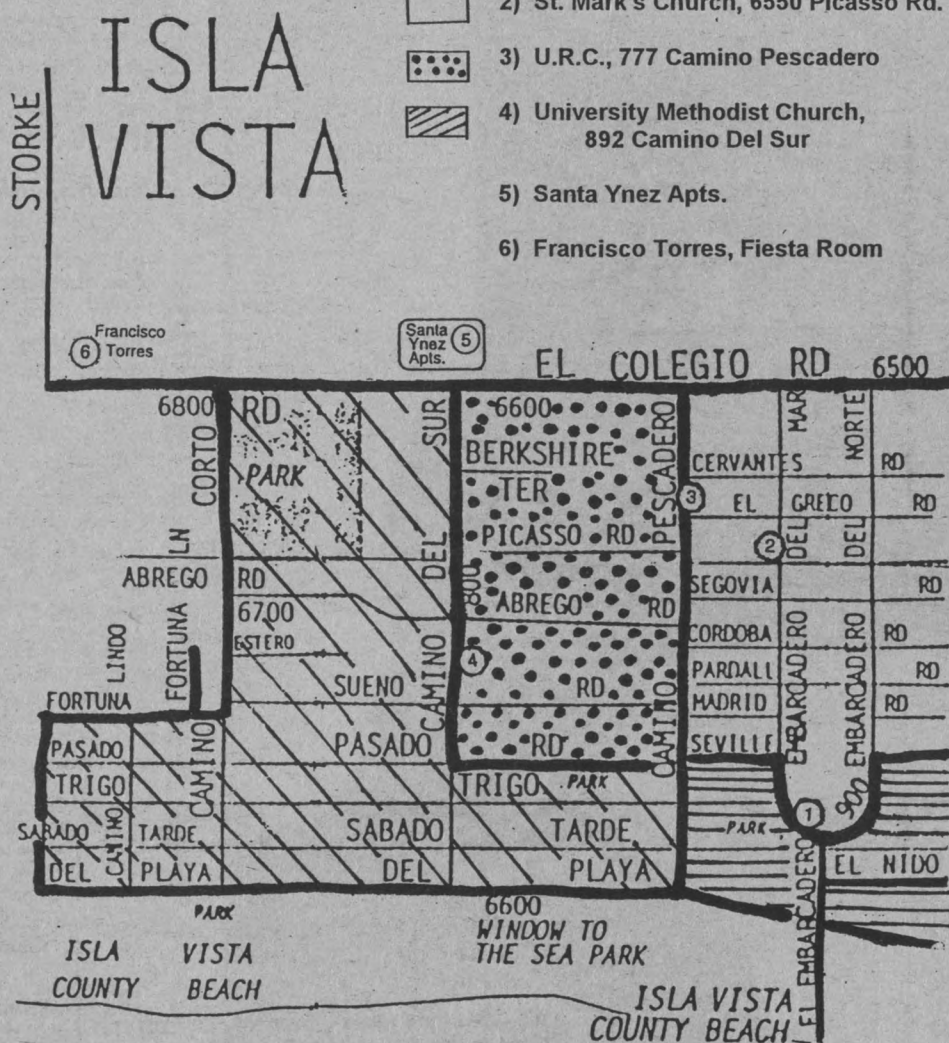 2) St. Mark's Church, 6550 Picasso Rd.
ISLA
VISTA
3) U.R.C., 777 Camino Pescadero
4) University Methodist Church,
892 Camino Del Sur
5) Santa Ynez Apts.
6) Francisco Torres, Fiesta Room
STORKE
Francisco
6 Torres
Santa
Ynez 5
Apts.
EL COLEGIO RD 6500
6800 RD
6600
CORTO
SUR
PESCADERO
MAR
NORTE
PARK
BERKSHIRE
TER
CERVANTES RD
3
EL GRECO RD
PICASSO RD
2
LN
DEL
DEL
DEL
ABREGO RD
SEGOVIA RD
6700
800
ABREGO RD
ESTERO
CORDOBA RD
4
LINDO
FORTUNA
SUENO RD
PARDALL RD
FORTUNA
CAMINO
CAMINO
CAMINO
EMBARCADERO
EMBARCADERO
MADRID RD
PASADO
PASADO RD
SEVILLE
TRIGO
TRIGO PARK
900
1
SABADO TARDE
SABADO TARDE
PARK
CAMINO
DEL PLAYA
DEL PLAYA
EL NIDO
PARK
6600
WINDOW TO
THE SEA PARK
EL EMBARCADERO
ISLA VISTA
COUNTY BEACH
ISLA VISTA
COUNTY BEACH